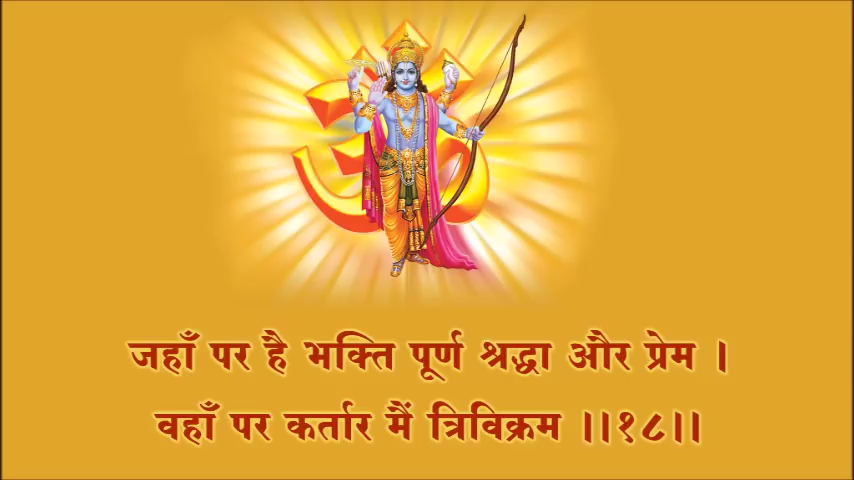 जहाँ पर है भक्ति पूर्ण श्रद्धा और प्रेम ।
वहाँ पर कर्तार मैं त्रिविक्रम ।।१८।।